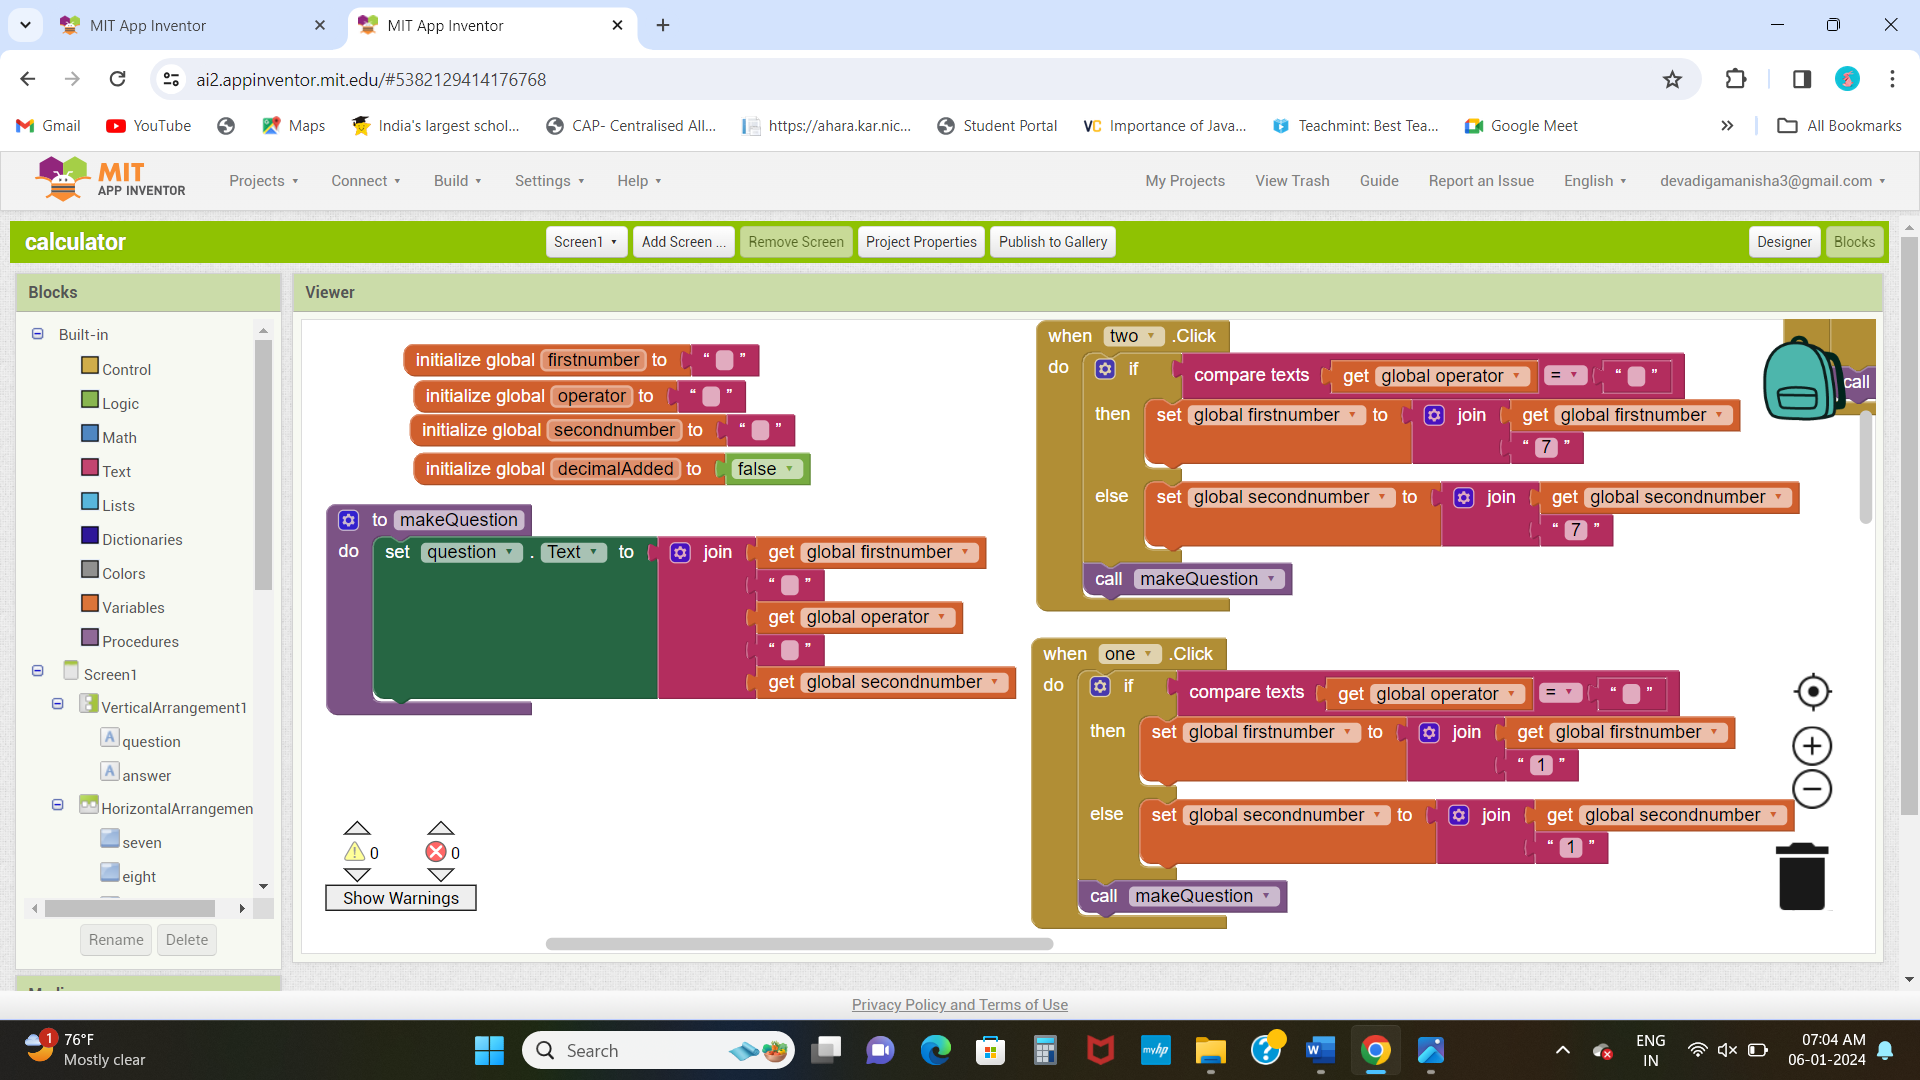 MIT App Inventor
MIT App Inventor
ai2.appinventor.mit.edu/#5382129414176768
Gmail YouTube Maps India's largest schol... CAP- Centralised All... https://ahara.kar.nic... Student Portal VC Importance of Java... Teachmint: Best Tea... Google Meet » All Bookmarks
MIT APP INVENTOR
Projects Connect Build Settings Help My Projects View Trash Guide Report an Issue English devadigamanisha3@gmail.com
calculator Screen1 Add Screen ... Remove Screen Project Properties Publish to Gallery Designer Blocks
Blocks
Built-in
Control
Logic
Math
Text
Lists
Dictionaries
Colors
Variables
Procedures
Screen1
VerticalArrangement1
A question
A answer
HorizontalArrangemen
seven
eight
Rename Delete
Viewer
initialize global firstnumber to “ ”
initialize global operator to “ ”
initialize global secondnumber to “ ”
initialize global decimalAdded to false
to makeQuestion
do set question . Text to join get global firstnumber
“ ”
get global operator
“ ”
get global secondnumber
0 0
Show Warnings
when two .Click
do if compare texts get global operator = “ ”
then set global firstnumber to join get global firstnumber
“ 7 ”
else set global secondnumber to join get global secondnumber
“ 7 ”
call makeQuestion
call
when one .Click
do if compare texts get global operator = “ ”
then set global firstnumber to join get global firstnumber
“ 1 ”
else set global secondnumber to join get global secondnumber
“ 1 ”
call makeQuestion
Privacy Policy and Terms of Use
1 76°F
Mostly clear
Search
myhp
W
ENG
IN
07:04 AM
06-01-2024